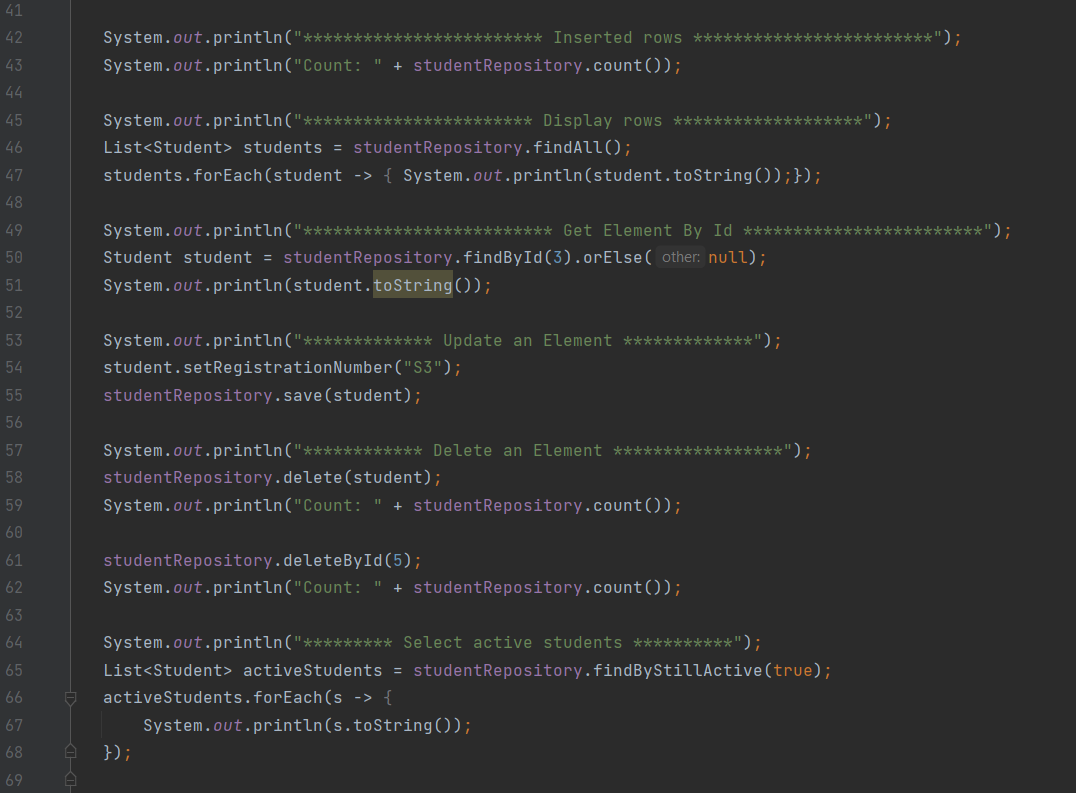 41
42 System.out.println("************************ Inserted rows ************************");
43 System.out.println("Count: " + studentRepository.count());
44
45 System.out.println("*********************** Display rows *******************");
46 List<Student> students = studentRepository.findAll();
47 students.forEach(student -> { System.out.println(student.toString());});
48
49 System.out.println("************************* Get Element By Id ************************");
50 Student student = studentRepository.findById(3).orElse( other: null);
51 System.out.println(student.toString());
52
53 System.out.println("************* Update an Element *************");
54 student.setRegistrationNumber("S3");
55 studentRepository.save(student);
56
57 System.out.println("************ Delete an Element *****************");
58 studentRepository.delete(student);
59 System.out.println("Count: " + studentRepository.count());
60
61 studentRepository.deleteById(5);
62 System.out.println("Count: " + studentRepository.count());
63
64 System.out.println("********* Select active students **********");
65 List<Student> activeStudents = studentRepository.findByStillActive(true);
66 activeStudents.forEach(s -> {
67 System.out.println(s.toString());
68 });
69